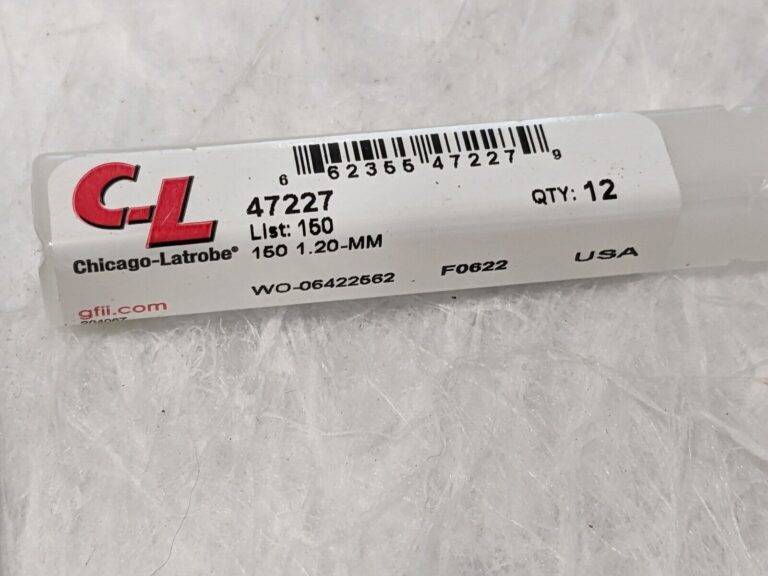 C-L
Chicago-Latrobe®
6 62355 47227 9
47227
List: 150
150 1.20-MM
QTY: 12
WO-06422562 F0622 USA
gfii.com